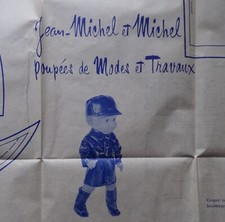 Jean-Michel et Michel
poupées de Modes et Travaux